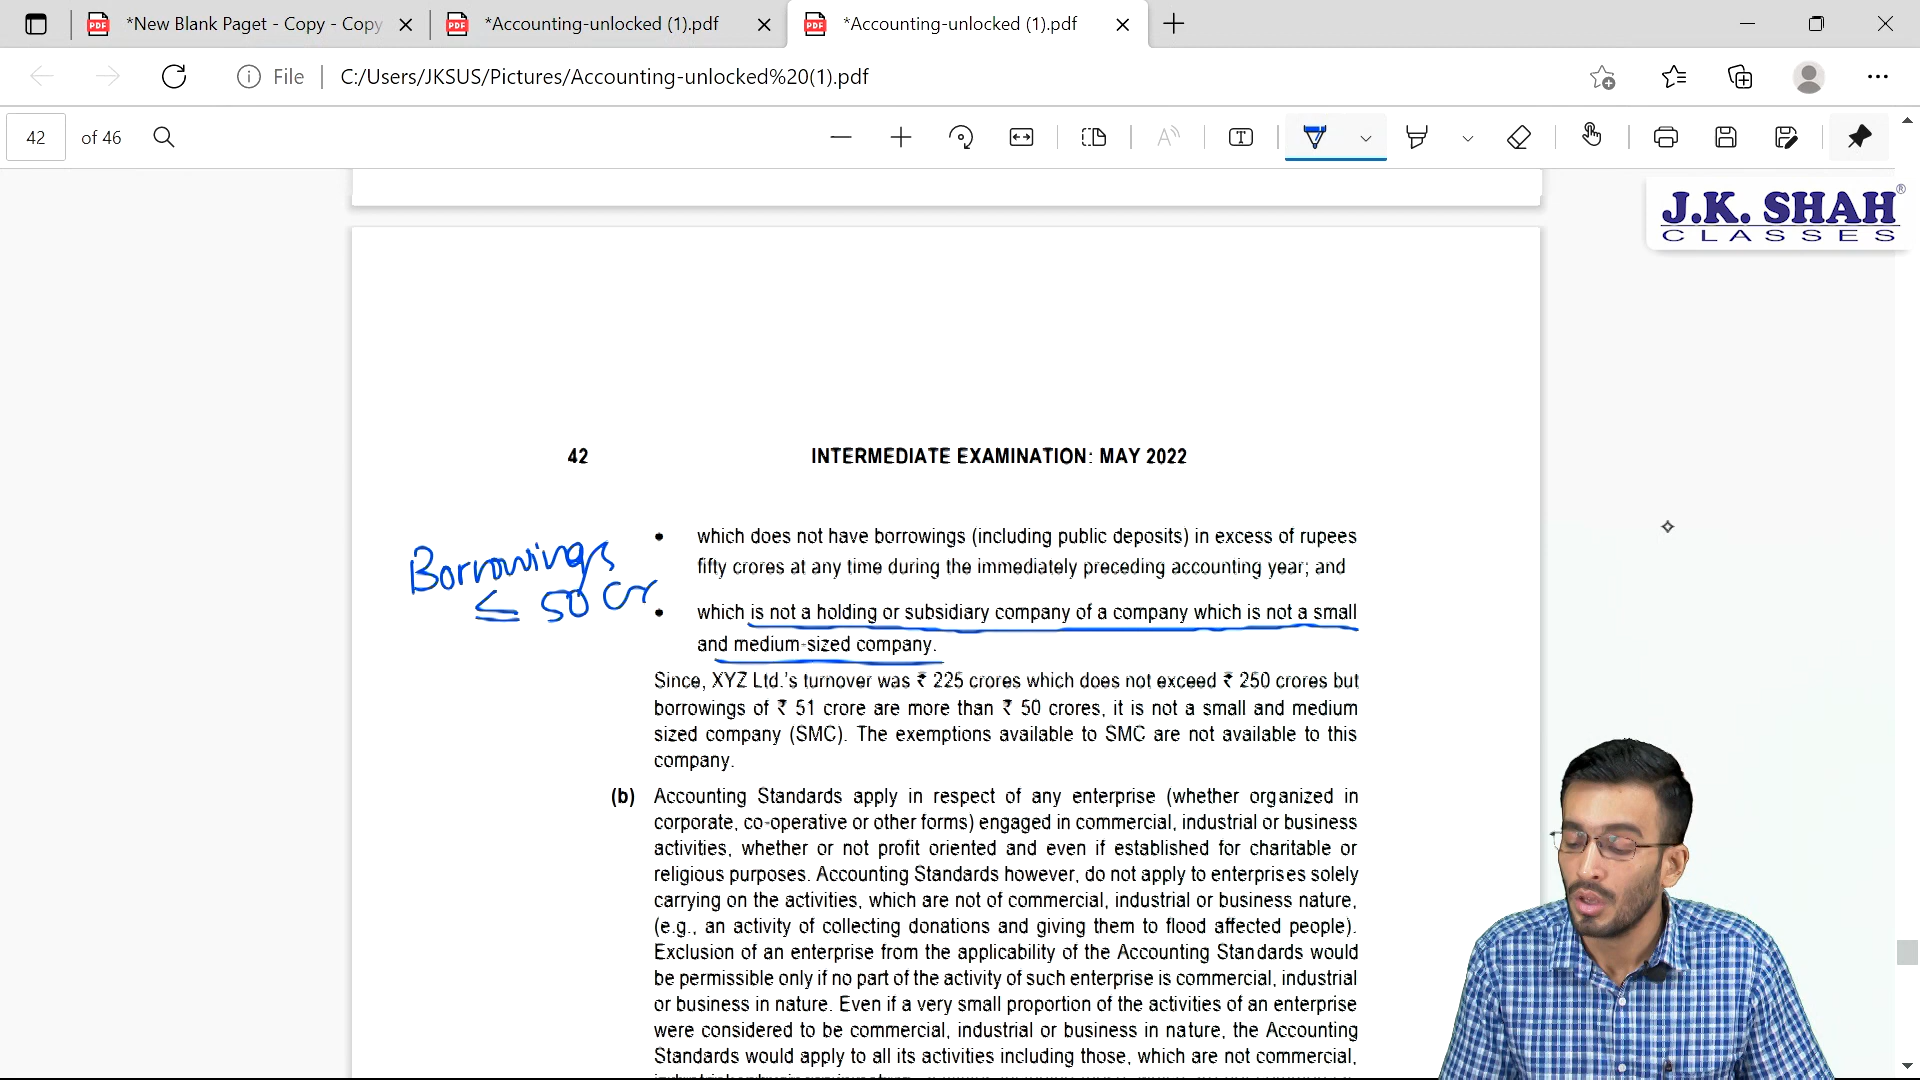 *New Blank Paget - Copy - Copy
*Accounting-unlocked (1).pdf
*Accounting-unlocked (1).pdf
File
C:/Users/JKSUS/Pictures/Accounting-unlocked%20(1).pdf
42 of 46
J.K. SHAH®
CLASSES
42 INTERMEDIATE EXAMINATION: MAY 2022
Borrowings
≤ 50 Cr
• which does not have borrowings (including public deposits) in excess of rupees
fifty crores at any time during the immediately preceding accounting year; and
• which is not a holding or subsidiary company of a company which is not a small
and medium-sized company.
Since, XYZ Ltd.'s turnover was ₹ 225 crores which does not exceed ₹ 250 crores but
borrowings of ₹ 51 crore are more than ₹ 50 crores, it is not a small and medium
sized company (SMC). The exemptions available to SMC are not available to this
company.
(b) Accounting Standards apply in respect of any enterprise (whether organized in
corporate, co-operative or other forms) engaged in commercial, industrial or business
activities, whether or not profit oriented and even if established for charitable or
religious purposes. Accounting Standards however, do not apply to enterprises solely
carrying on the activities, which are not of commercial, industrial or business nature,
(e.g., an activity of collecting donations and giving them to flood affected people).
Exclusion of an enterprise from the applicability of the Accounting Standards would
be permissible only if no part of the activity of such enterprise is commercial, industrial
or business in nature. Even if a very small proportion of the activities of an enterprise
were considered to be commercial, industrial or business in nature, the Accounting
Standards would apply to all its activities including those, which are not commercial,